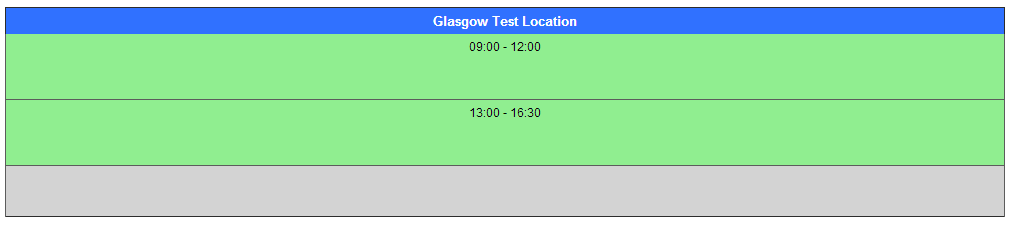 Glasgow Test Location
09:00 - 12:00
13:00 - 16:30